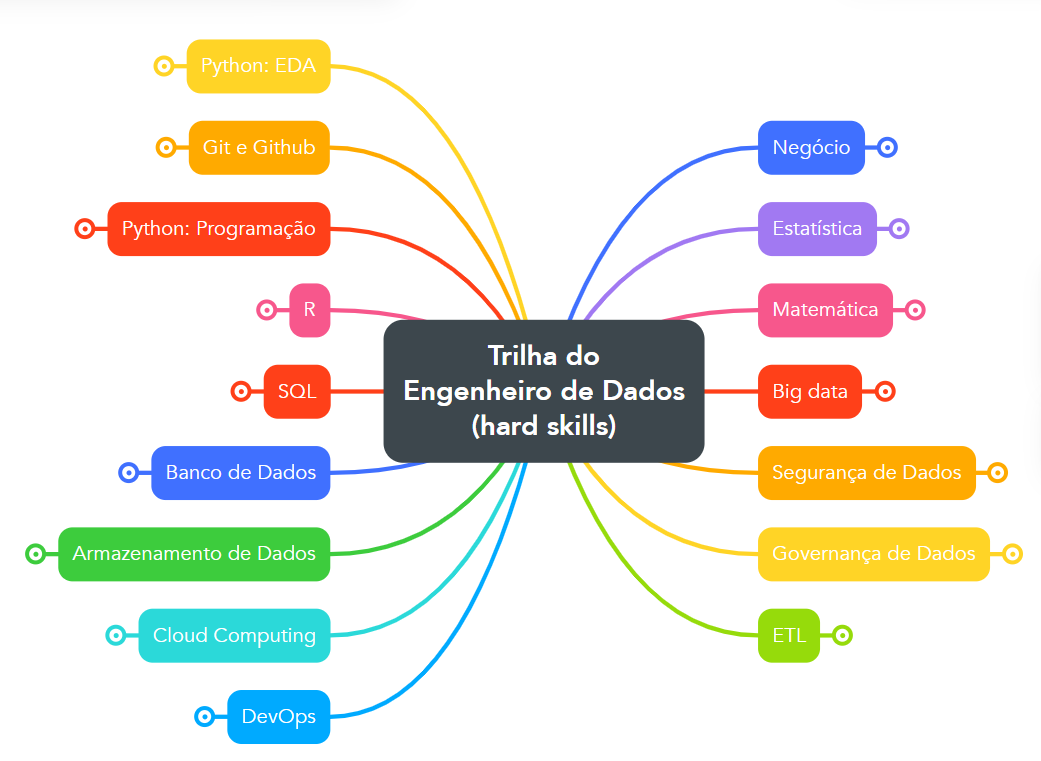 Python: EDA
Git e Github
Python: Programação
R
SQL
Banco de Dados
Armazenamento de Dados
Cloud Computing
DevOps
Trilha do
Engenheiro de Dados
(hard skills)
Negócio
Estatística
Matemática
Big data
Segurança de Dados
Governança de Dados
ETL